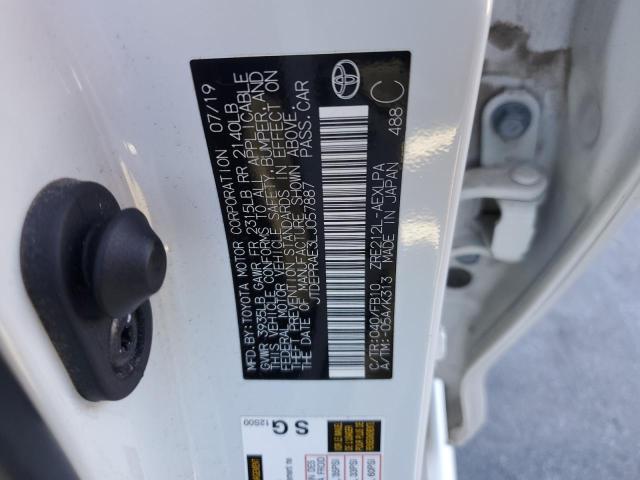 MFD. BY: TOYOTA MOTOR CORPORATION 07/19
GVWR 3935LB GAWR FR 2315LB RR 2140LB
THIS VEHICLE CONFORMS TO ALL APPLICABLE
FEDERAL MOTOR VEHICLE SAFETY, BUMPER, AND
THEFT PREVENTION STANDARDS IN EFFECT ON
THE DATE OF MANUFACTURE SHOWN ABOVE.
JTDEPRAE3LJ057887 PASS. CAR
C/TR: 040/FB10 ZRE212L-AEXLPA
A/TM: -05A/K313 MADE IN JAPAN
488 C
SG
12S00